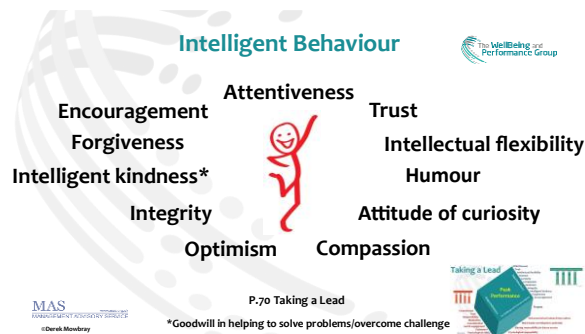 Intelligent Behaviour
The WellBeing and
Performance Group
Attentiveness
Encouragement
Trust
Forgiveness
Intellectual flexibility
Intelligent kindness*
Humour
Integrity
Attitude of curiosity
Optimism
Compassion
P.70 Taking a Lead
*Goodwill in helping to solve problems/overcome challenge
MAS
MANAGEMENT ADVISORY SERVICE
©Derek Mowbray
Taking a Lead
Peak
Performance